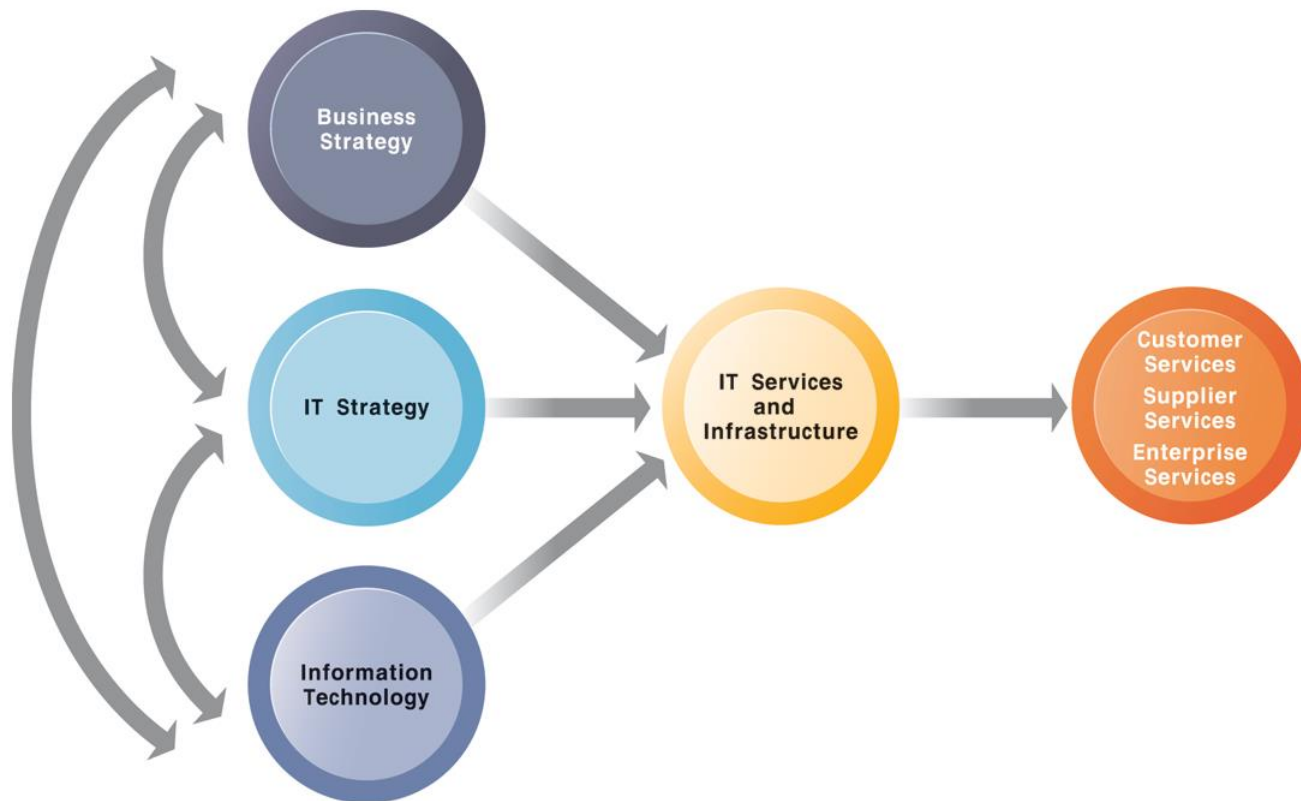 Business
Strategy
IT Strategy
Information
Technology
IT Services
and
Infrastructure
Customer
Services
Supplier
Services
Enterprise
Services